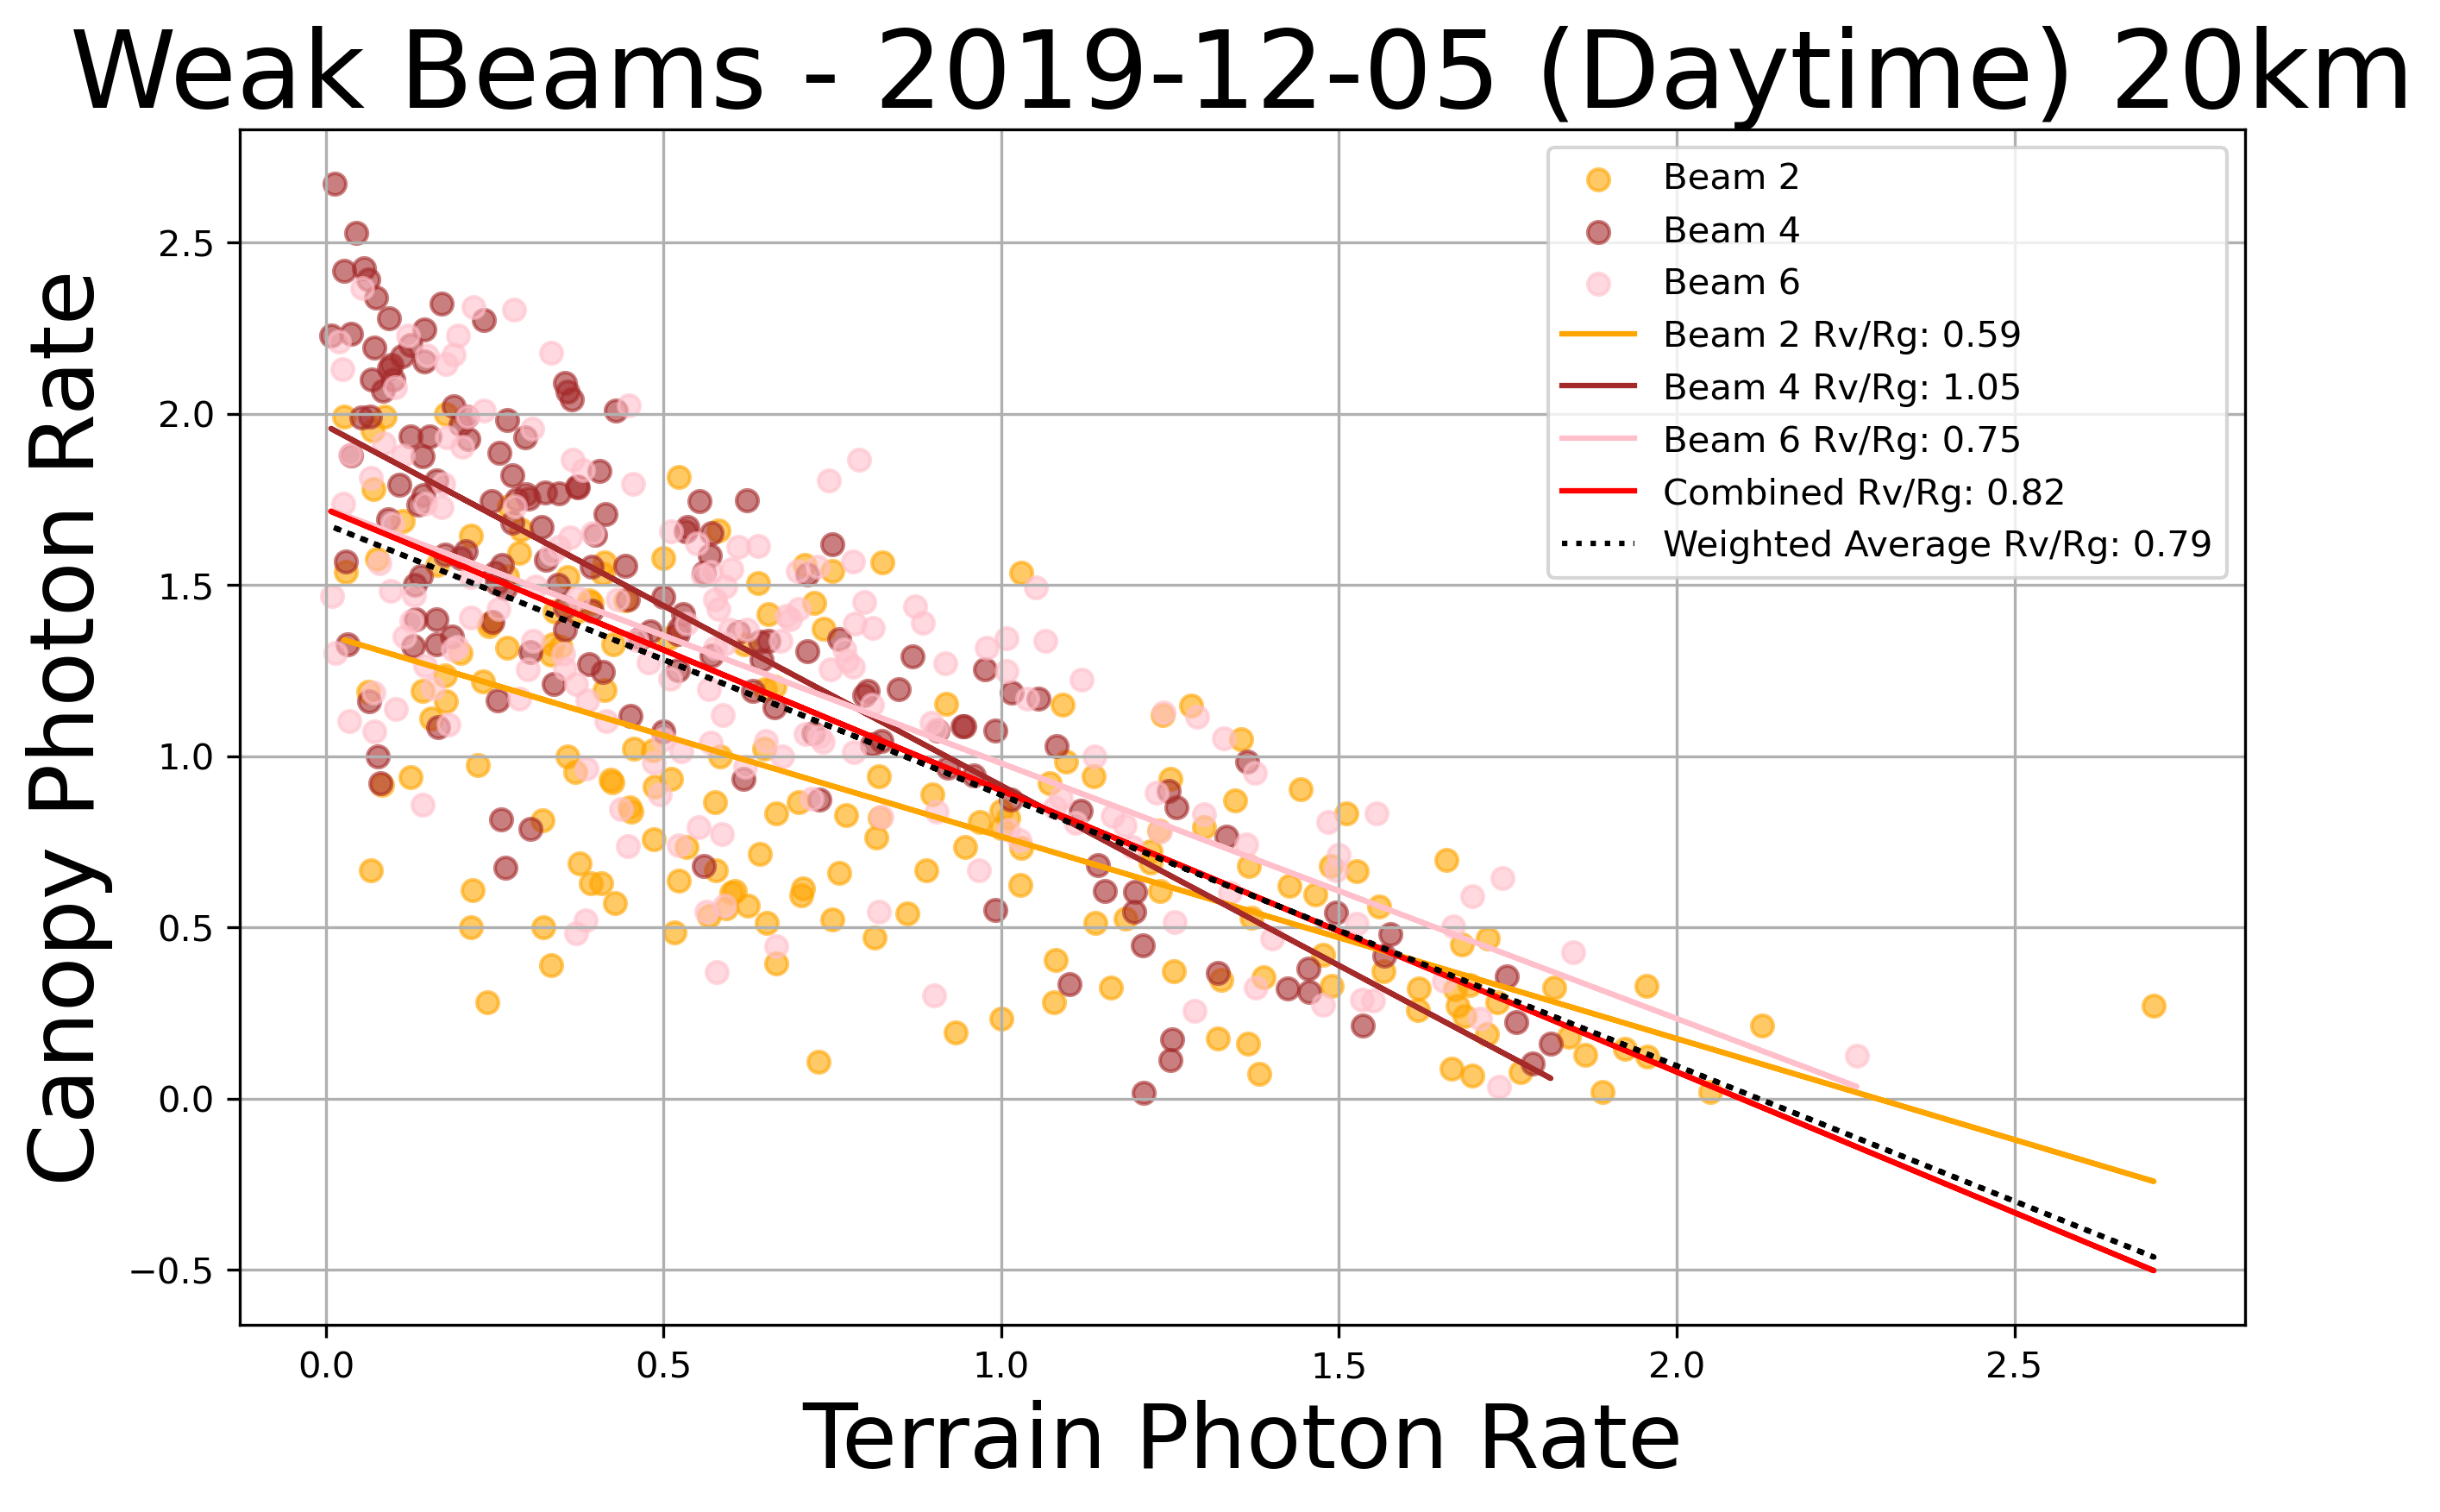 Weak Beams - 2019-12-05 (Daytime) 20km
Canopy Photon Rate
2.5
2.0
1.5
1.0
0.5
0.0
−0.5
Beam 2
Beam 4
Beam 6
Beam 2 Rv/Rg: 0.59
Beam 4 Rv/Rg: 1.05
Beam 6 Rv/Rg: 0.75
Combined Rv/Rg: 0.82
Weighted Average Rv/Rg: 0.79
0.0 0.5 1.0 1.5 2.0 2.5
Terrain Photon Rate